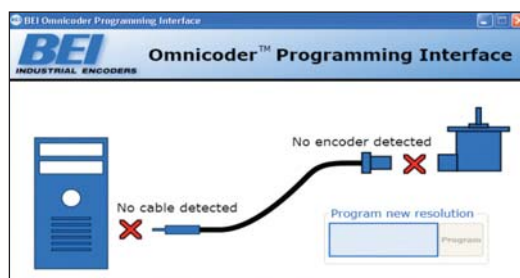 BEI Omnicoder Programming Interface
BEI
INDUSTRIAL ENCODERS
Omnicoder™ Programming Interface
No encoder detected
No cable detected
Program new resolution
Program